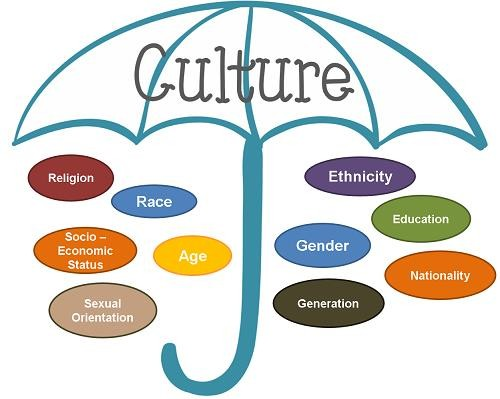 Culture
Religion
Race
Socio –
Economic
Status
Age
Sexual
Orientation
Ethnicity
Education
Gender
Nationality
Generation